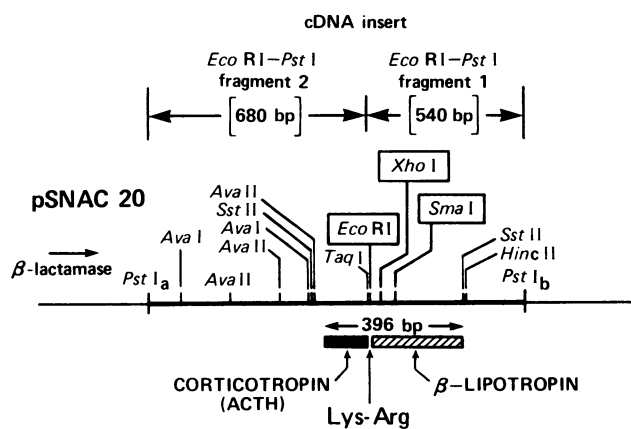 cDNA insert
Eco RI–Pst I
fragment 2
[680 bp]
Eco RI–Pst I
fragment 1
[540 bp]
pSNAC 20
β-lactamase
Pst Ia
Ava I
Ava II
Ava II
Sst II
Ava I
Ava II
Taq I
Eco RI
Xho I
Sma I
Sst II
Hinc II
Pst Ib
396 bp
CORTICOTROPIN
(ACTH)
Lys-Arg
β-LIPOTROPIN